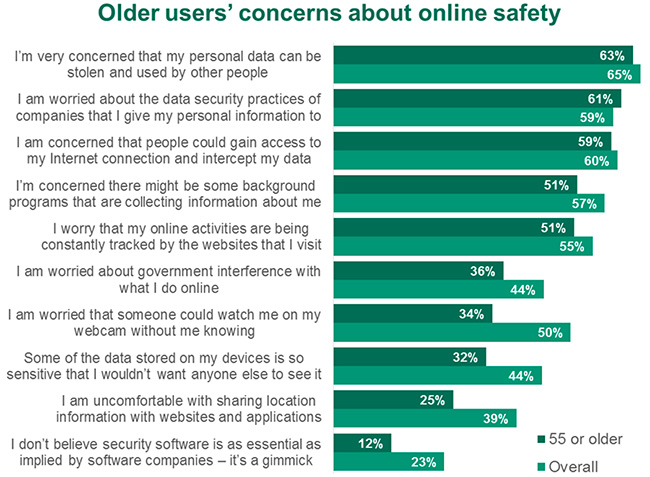 Older users’ concerns about online safety
I’m very concerned that my personal data can be
stolen and used by other people
63%
65%
I am worried about the data security practices of
companies that I give my personal information to
61%
59%
I am concerned that people could gain access to
my Internet connection and intercept my data
59%
60%
I’m concerned there might be some background
programs that are collecting information about me
51%
57%
I worry that my online activities are being
constantly tracked by the websites that I visit
51%
55%
I am worried about government interference with
what I do online
36%
44%
I am worried that someone could watch me on my
webcam without me knowing
34%
50%
Some of the data stored on my devices is so
sensitive that I wouldn’t want anyone else to see it
32%
44%
I am uncomfortable with sharing location
information with websites and applications
25%
39%
I don’t believe security software is as essential as
implied by software companies – it’s a gimmick
12%
23%
55 or older
Overall